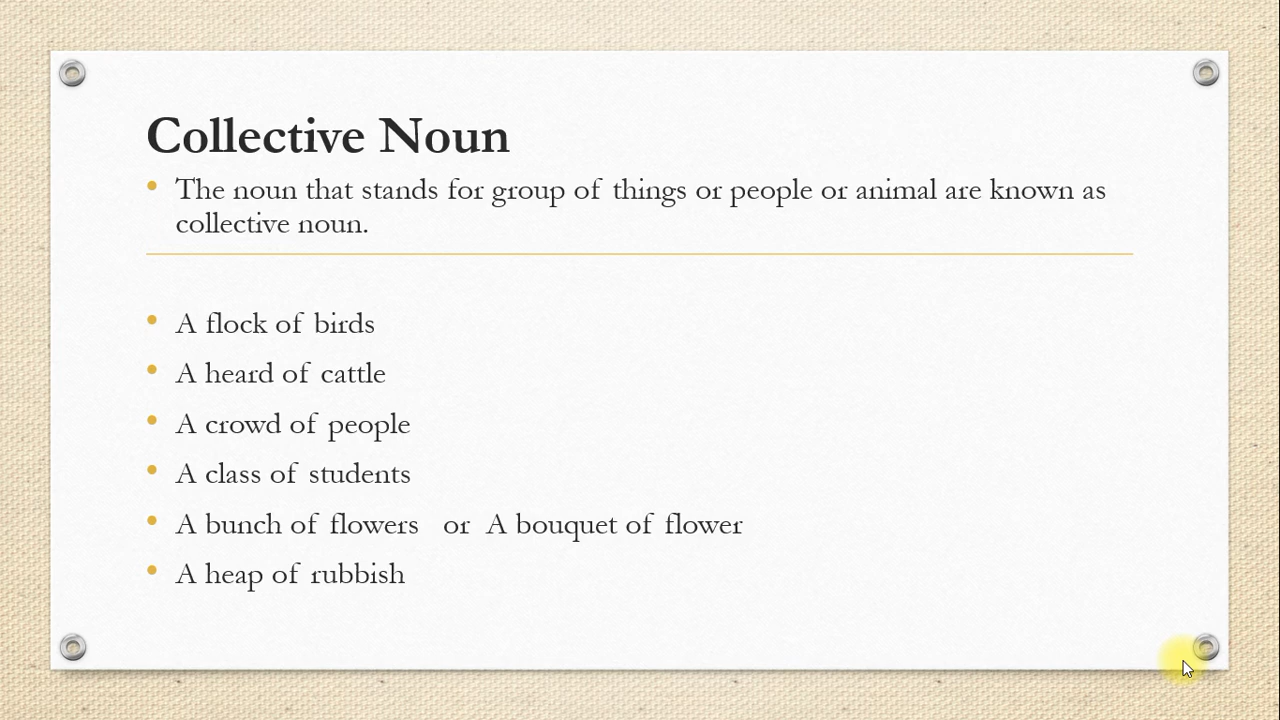 Collective Noun
• The noun that stands for group of things or people or animal are known as
collective noun.
• A flock of birds
• A heard of cattle
• A crowd of people
• A class of students
• A bunch of flowers or A bouquet of flower
• A heap of rubbish